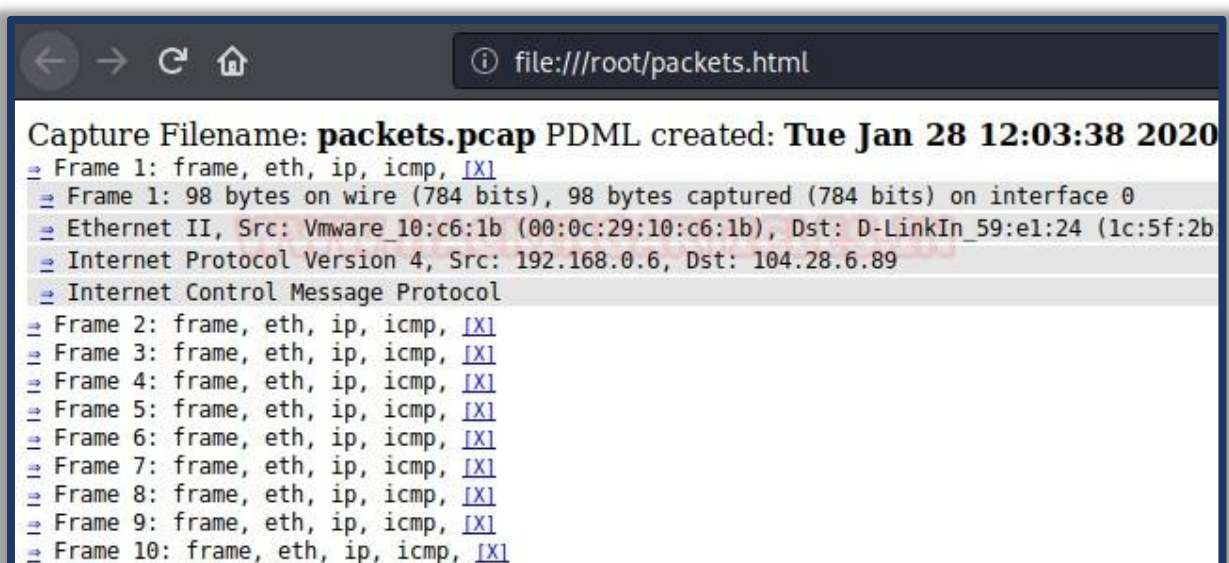 file:///root/packets.html
Capture Filename: packets.pcap PDML created: Tue Jan 28 12:03:38 2020
⇒ Frame 1: frame, eth, ip, icmp, [X]
⇒ Frame 1: 98 bytes on wire (784 bits), 98 bytes captured (784 bits) on interface 0
⇒ Ethernet II, Src: Vmware_10:c6:1b (00:0c:29:10:c6:1b), Dst: D-LinkIn_59:e1:24 (1c:5f:2b
⇒ Internet Protocol Version 4, Src: 192.168.0.6, Dst: 104.28.6.89
⇒ Internet Control Message Protocol
⇒ Frame 2: frame, eth, ip, icmp, [X]
⇒ Frame 3: frame, eth, ip, icmp, [X]
⇒ Frame 4: frame, eth, ip, icmp, [X]
⇒ Frame 5: frame, eth, ip, icmp, [X]
⇒ Frame 6: frame, eth, ip, icmp, [X]
⇒ Frame 7: frame, eth, ip, icmp, [X]
⇒ Frame 8: frame, eth, ip, icmp, [X]
⇒ Frame 9: frame, eth, ip, icmp, [X]
⇒ Frame 10: frame, eth, ip, icmp, [X]